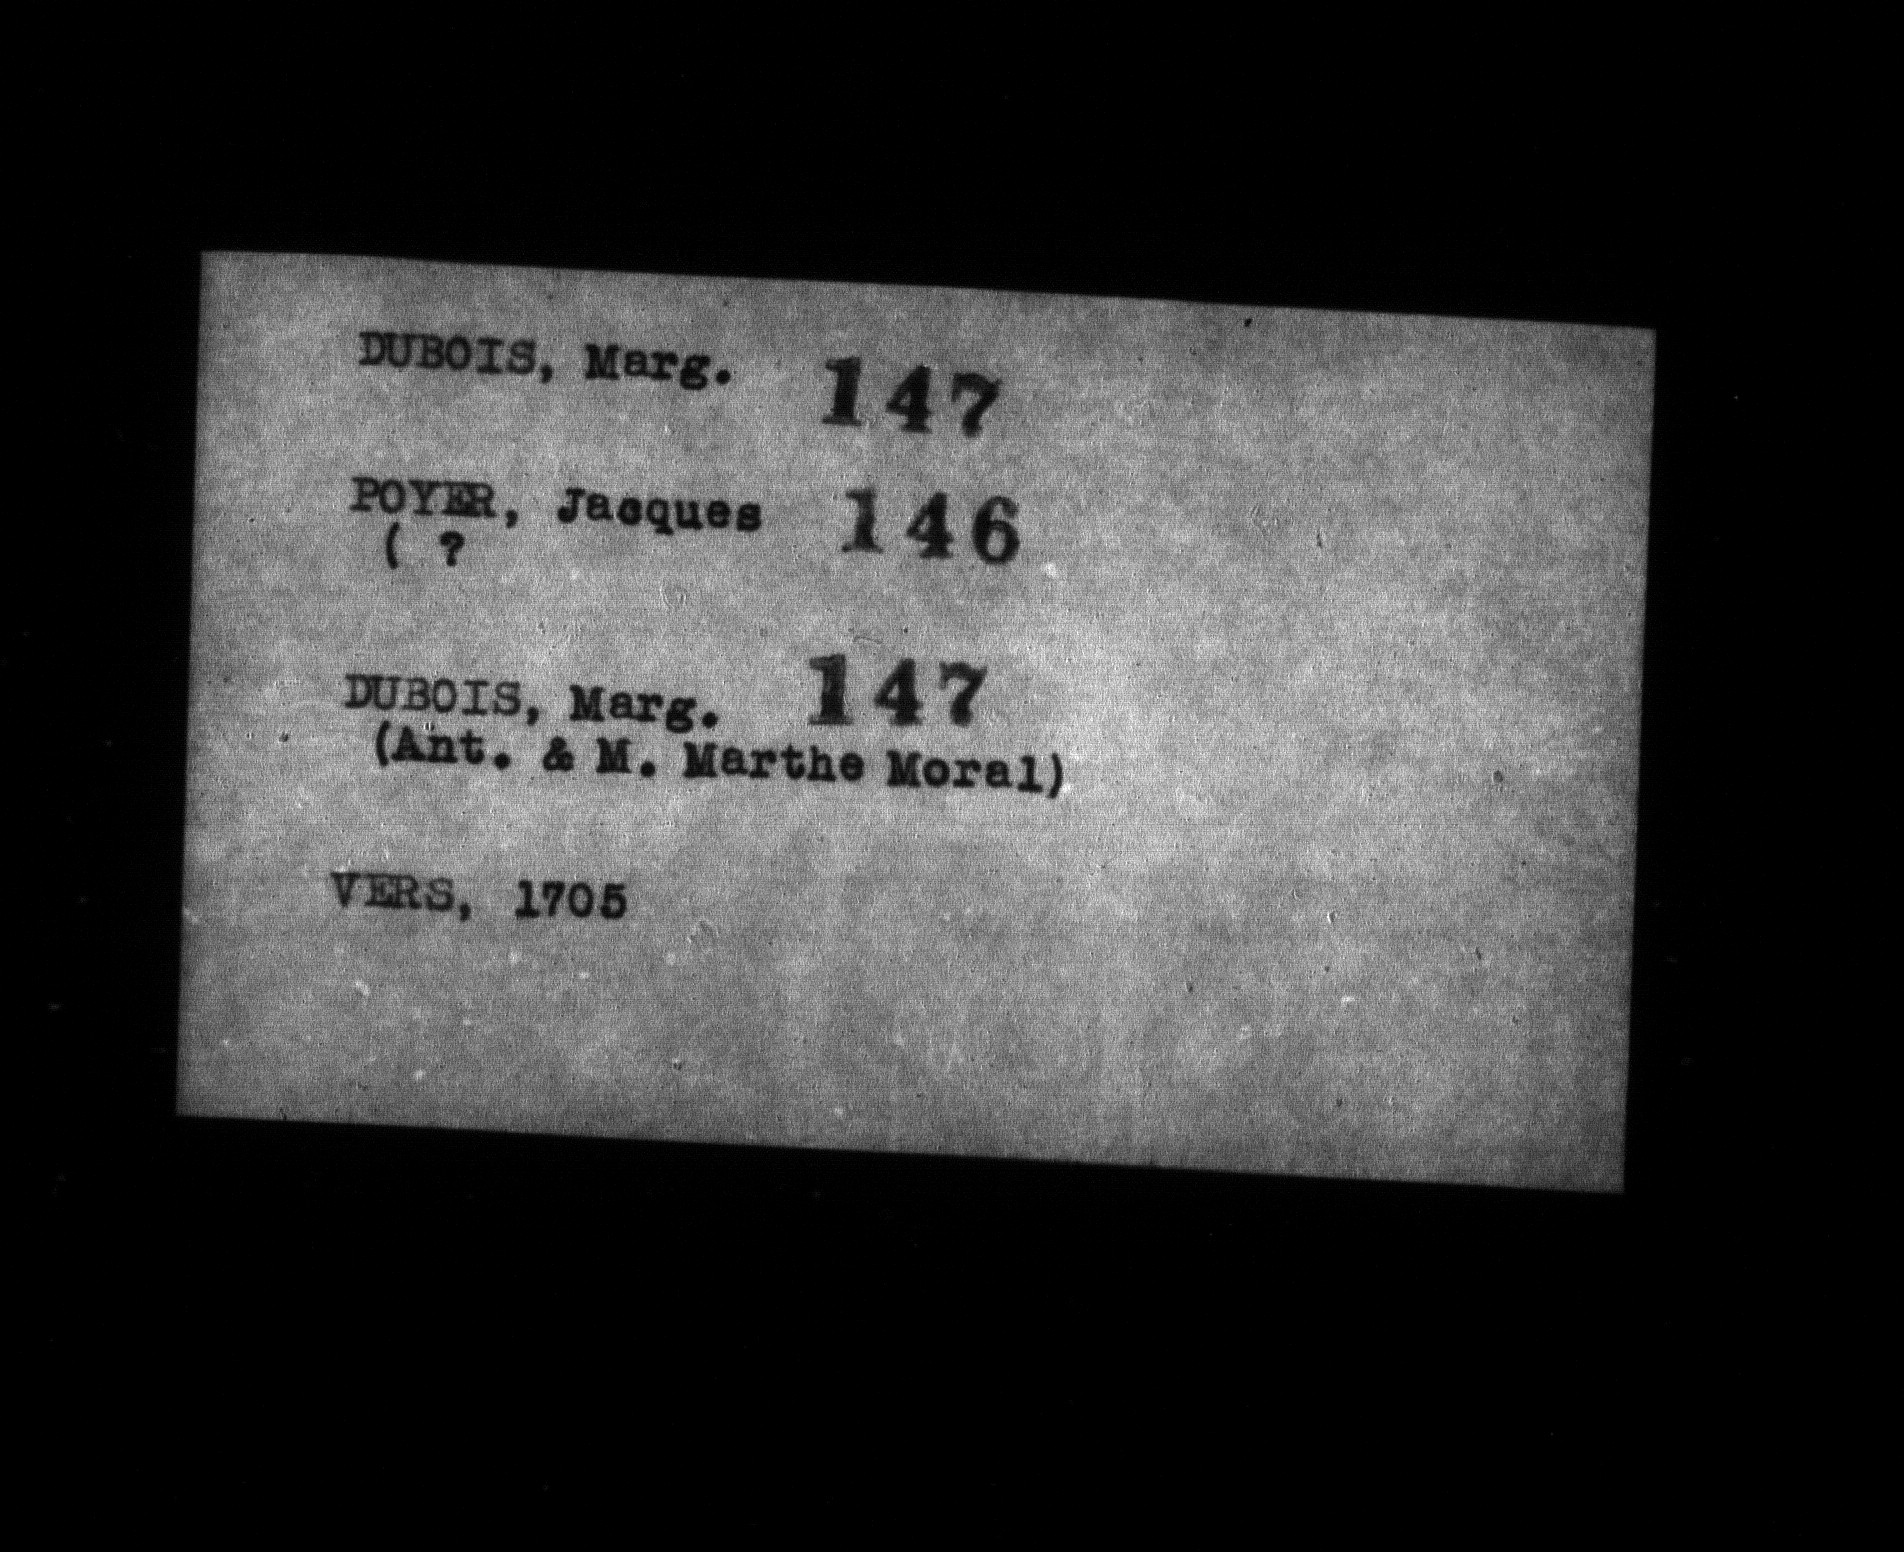 DUBOIS, Marg. 147
POYER, Jacques 146
( ?
DUBOIS, Marg. 147
(Ant. & M. Marthe Moral)
VERS, 1705